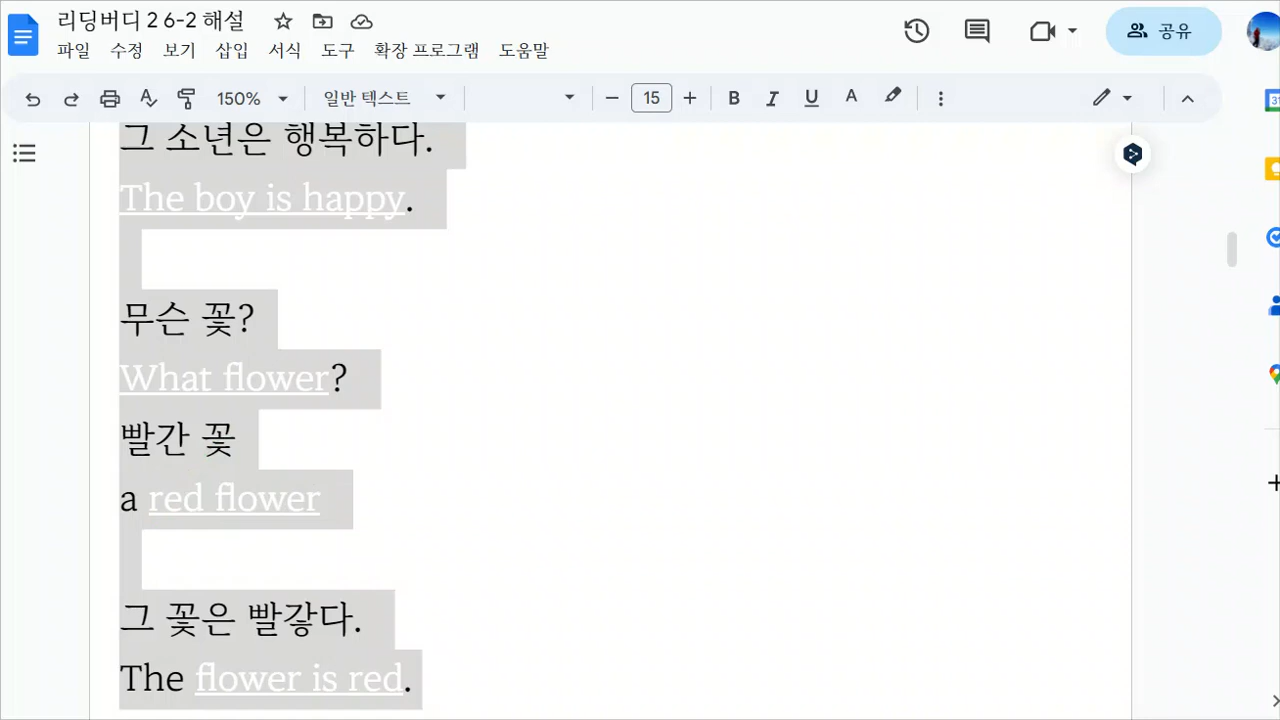 리딩버디 2 6-2 해설
파일 수정 보기 삽입 서식 도구 확장 프로그램 도움말
공유
150% 일반 텍스트 15 B I U A
31
그 소년은 행복하다.
The boy is happy.
무슨 꽃?
What flower?
빨간 꽃
a red flower
그 꽃은 빨갛다.
The flower is red.